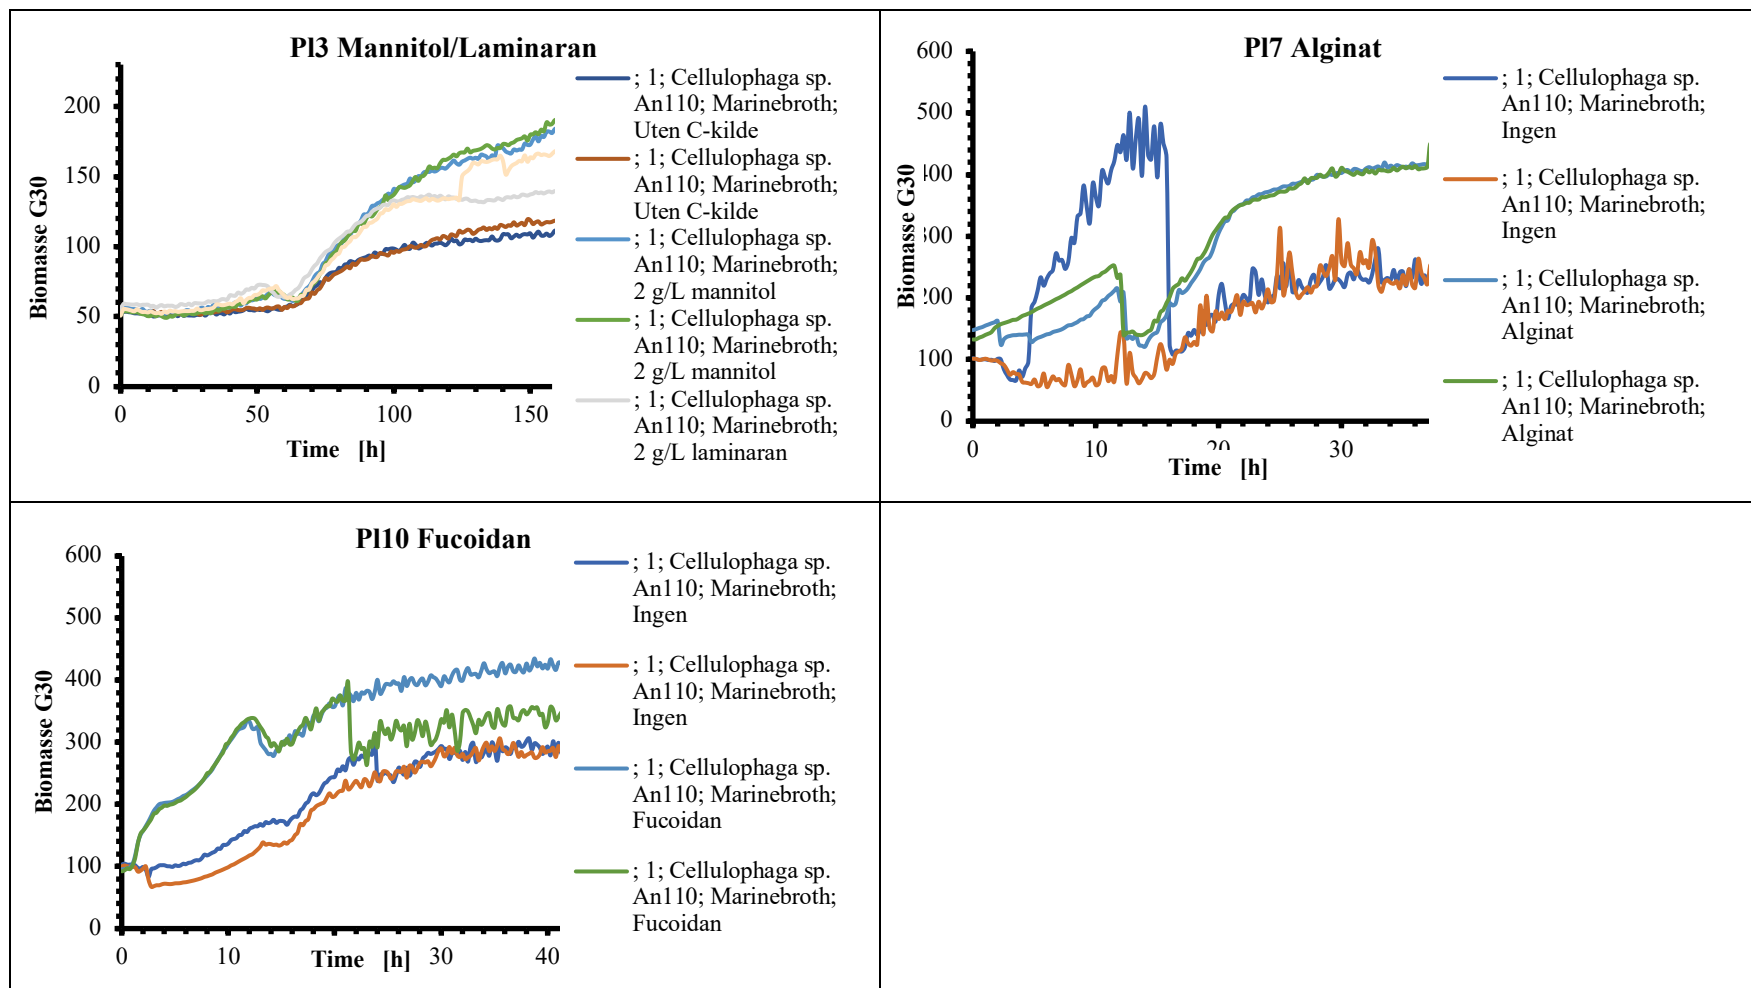 Pl3 Mannitol/Laminaran
Biomasse G30
200
150
100
50
0
0 50 100 150
Time [h]
; 1; Cellulophaga sp.
An110; Marinebroth;
Uten C-kilde
; 1; Cellulophaga sp.
An110; Marinebroth;
Uten C-kilde
; 1; Cellulophaga sp.
An110; Marinebroth;
2 g/L mannitol
; 1; Cellulophaga sp.
An110; Marinebroth;
2 g/L mannitol
; 1; Cellulophaga sp.
An110; Marinebroth;
2 g/L laminaran
Pl7 Alginat
Biomasse G30
600
500
400
300
200
100
0
0 10 20 30
Time [h]
; 1; Cellulophaga sp.
An110; Marinebroth;
Ingen
; 1; Cellulophaga sp.
An110; Marinebroth;
Ingen
; 1; Cellulophaga sp.
An110; Marinebroth;
Alginat
; 1; Cellulophaga sp.
An110; Marinebroth;
Alginat
Pl10 Fucoidan
Biomasse G30
600
500
400
300
200
100
0
0 10 30 40
Time [h]
; 1; Cellulophaga sp.
An110; Marinebroth;
Ingen
; 1; Cellulophaga sp.
An110; Marinebroth;
Ingen
; 1; Cellulophaga sp.
An110; Marinebroth;
Fucoidan
; 1; Cellulophaga sp.
An110; Marinebroth;
Fucoidan